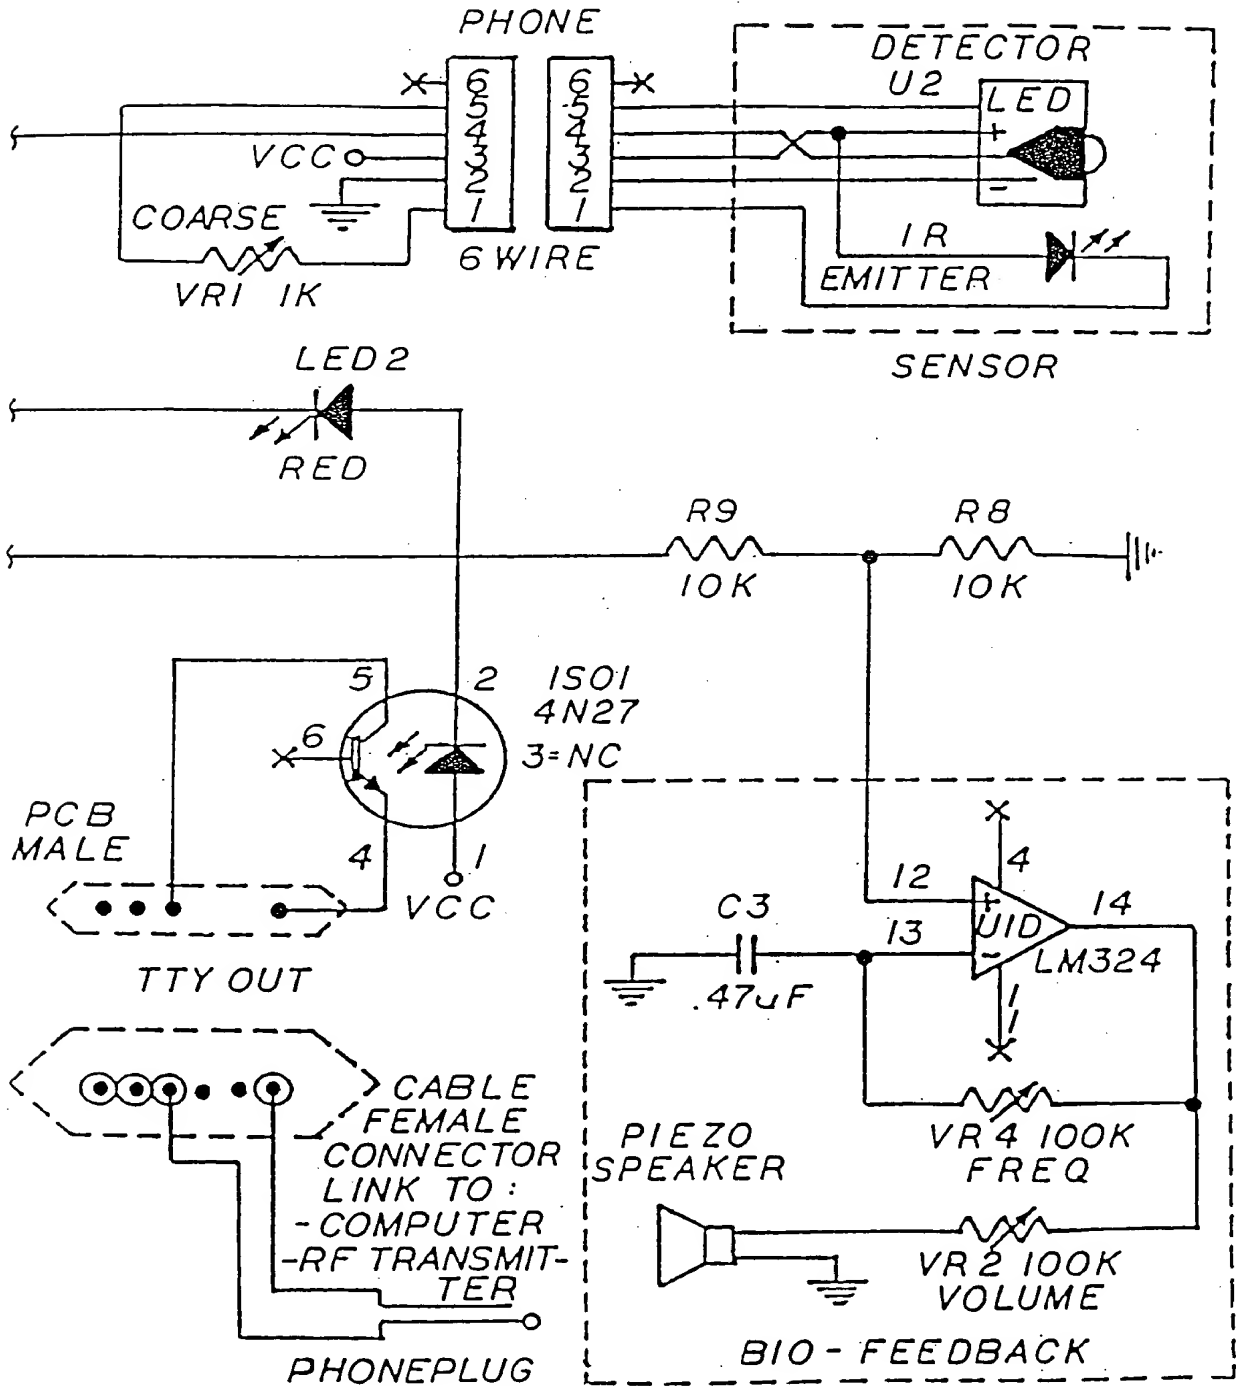 PHONE
6
5
4
3
2
1
6
5
4
3
2
1
VCC
COARSE
VR1 1K
6 WIRE
DETECTOR
U2
LED
+
-
IR
EMITTER
SENSOR
LED2
RED
R9
10K
R8
10K
5
2
ISO1
4N27
3=NC
6
4
1
VCC
PCB
MALE
TTY OUT
CABLE
FEMALE
CONNECTOR
LINK TO:
-COMPUTER
-RF TRANSMIT-
TER
PHONEPLUG
4
12
+
U1D
14
C3
13
-
LM324
.47uF
11
VR4 100K
FREQ
PIEZO
SPEAKER
VR2 100K
VOLUME
BIO-FEEDBACK